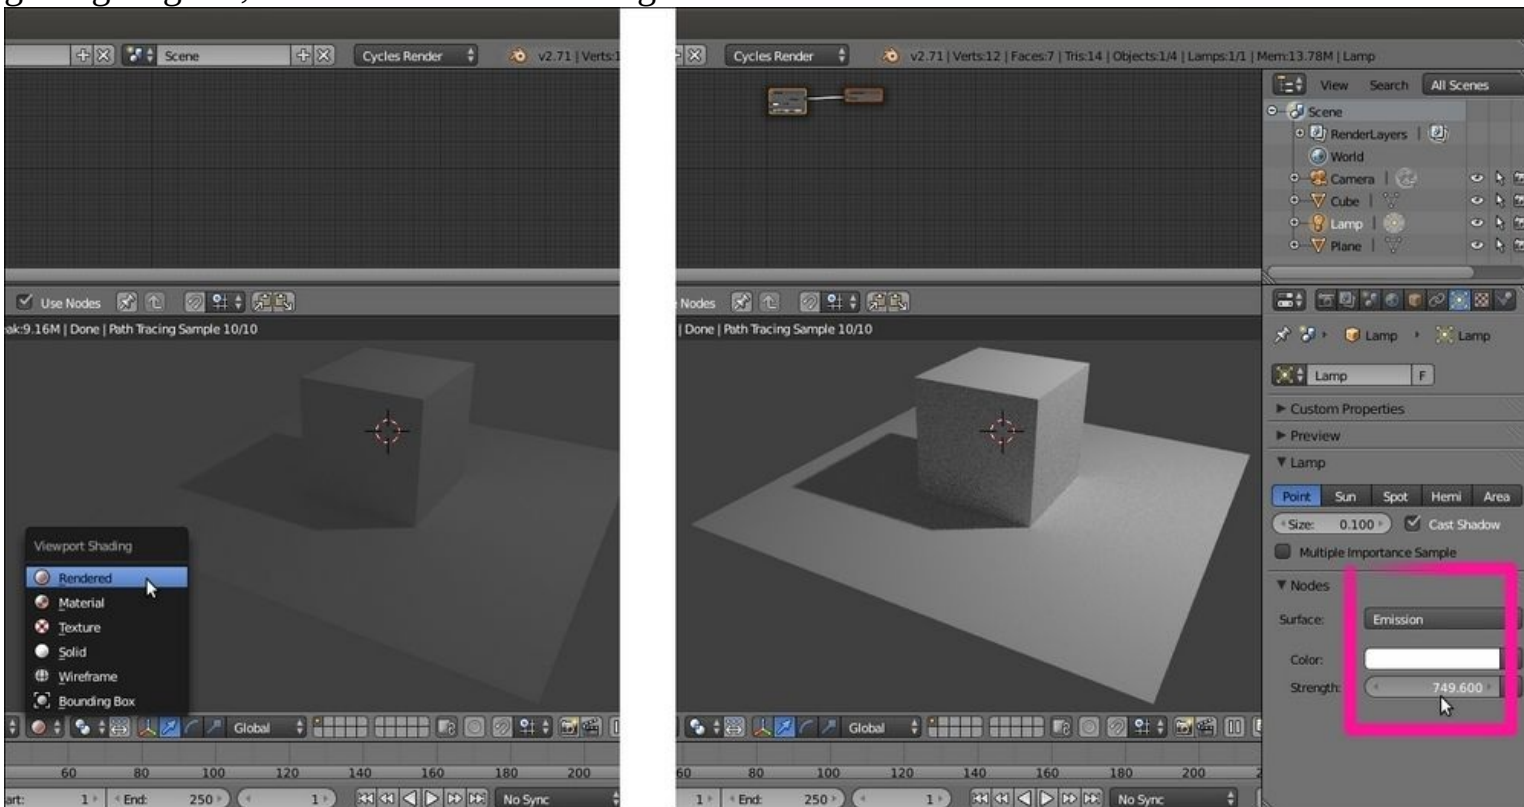 Scene
Cycles Render
v2.71 | Verts:1
Use Nodes
ak:9.16M | Done | Path Tracing Sample 10/10
Viewport Shading
Rendered
Material
Texture
Solid
Wireframe
Bounding Box
Global
60 80 100 120 140 160 180 200
art: 1 End: 250 1 No Sync
Cycles Render
v2.71 | Verts:12 | Faces:7 | Tris:14 | Objects:1/4 | Lamps:1/1 | Mem:13.78M | Lamp
Nodes
| Done | Path Tracing Sample 10/10
Global
60 80 100 120 140 160 180 200 2
1 End: 250 1 No Sync
View Search All Scenes
Scene
RenderLayers |
World
Camera |
Cube |
Lamp |
Plane |
Lamp Lamp
Lamp F
Custom Properties
Preview
Lamp
Point Sun Spot Hemi Area
Size: 0.100 Cast Shadow
Multiple Importance Sample
Nodes
Surface: Emission
Color:
Strength: 749.600